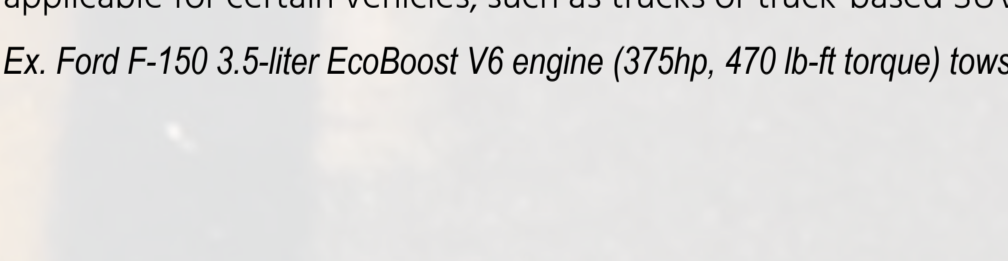 applicable for certain vehicles, such as trucks or truck-based SUV
Ex. Ford F-150 3.5-liter EcoBoost V6 engine (375hp, 470 lb-ft torque) tows